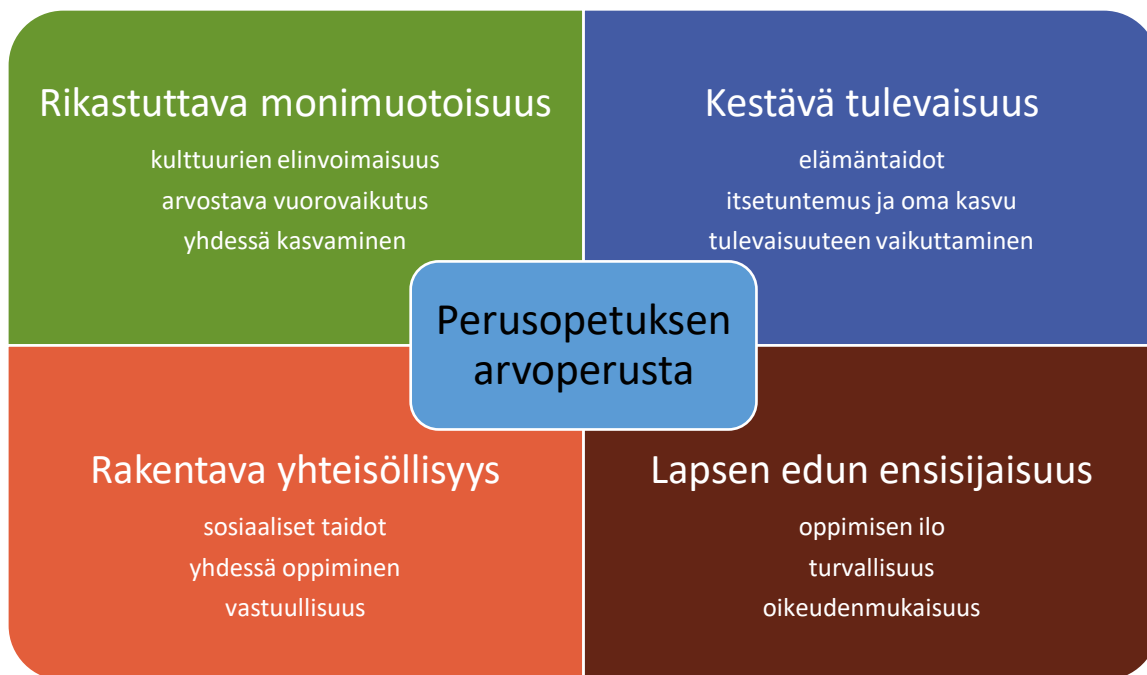 Rikastuttava monimuotoisuus
kulttuurien elinvoimaisuus
arvostava vuorovaikutus
yhdessä kasvaminen
Kestävä tulevaisuus
elämäntaidot
itsetuntemus ja oma kasvu
tulevaisuuteen vaikuttaminen
Perusopetuksen
arvoperusta
Rakentava yhteisöllisyys
sosiaaliset taidot
yhdessä oppiminen
vastuullisuus
Lapsen edun ensisijaisuus
oppimisen ilo
turvallisuus
oikeudenmukaisuus